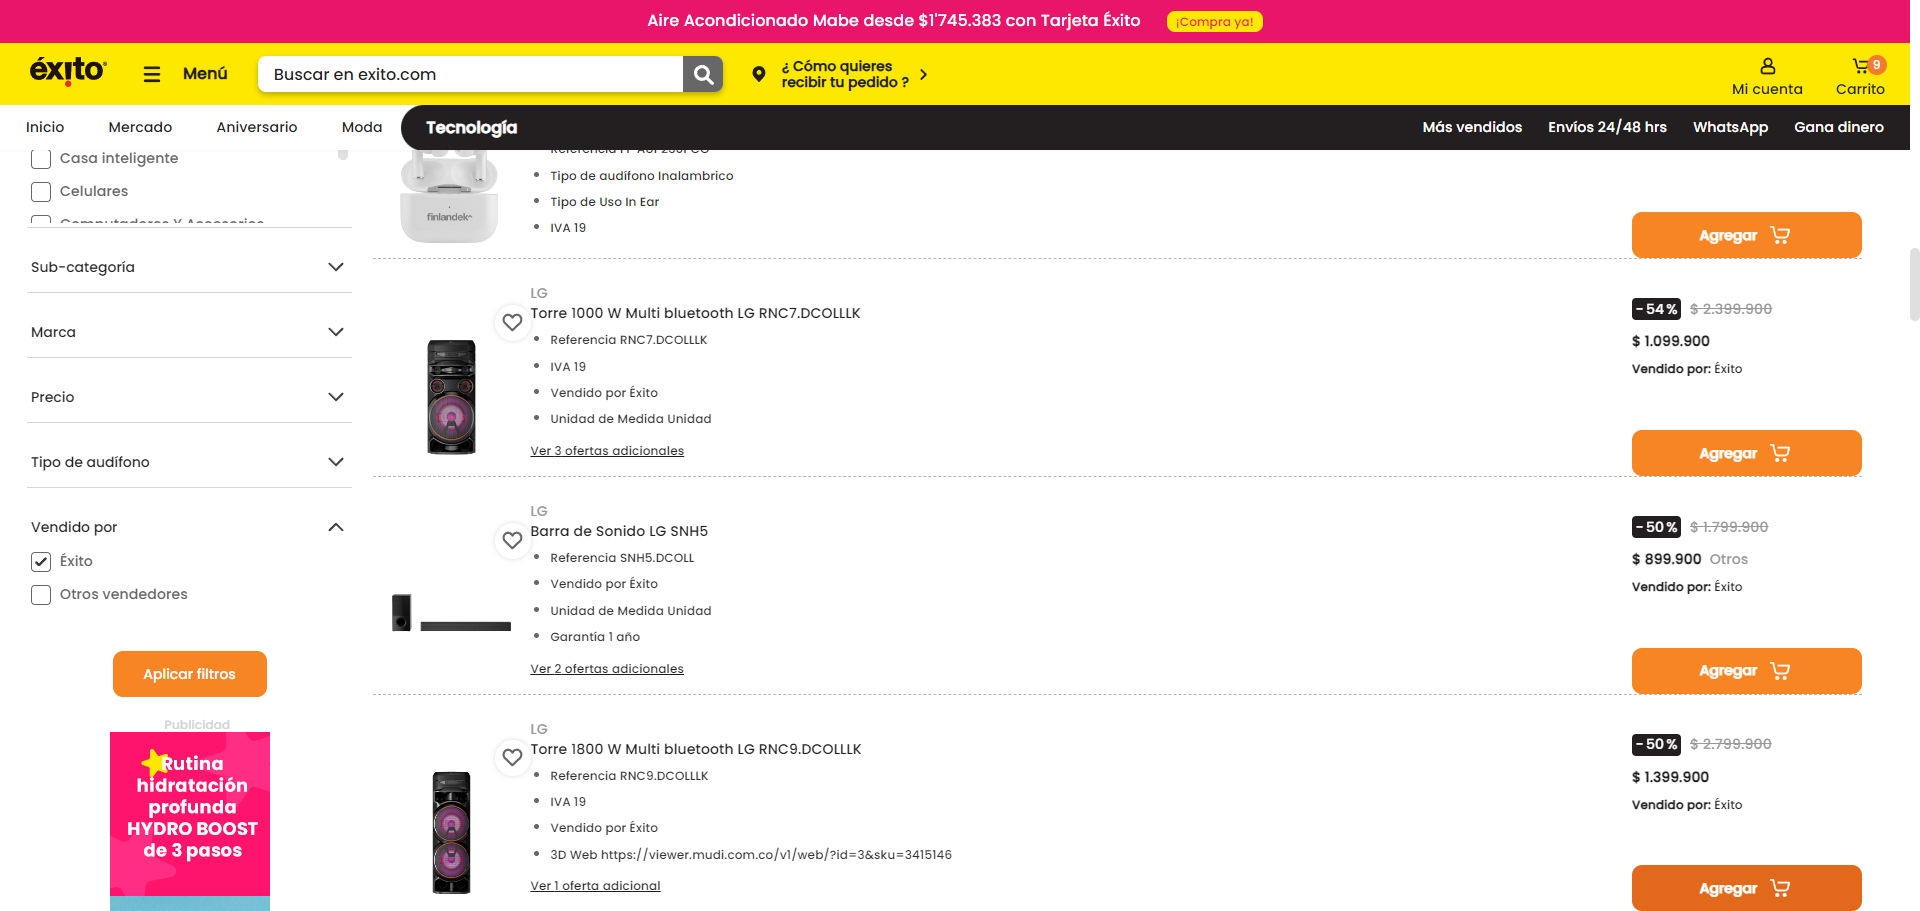 Aire Acondicionado Mabe desde $1'745.383 con Tarjeta Éxito
¡Compra ya!
éxito
Menú
Buscar en exito.com
¿ Cómo quieres
recibir tu pedido ?
Mi cuenta
9
Carrito
Inicio
Mercado
Aniversario
Moda
Tecnología
Más vendidos
Envíos 24/48 hrs
WhatsApp
Gana dinero
Casa inteligente
Celulares
Computadores Y Accesorios
Sub-categoría
Marca
Precio
Tipo de audífono
Vendido por
Éxito
Otros vendedores
Aplicar filtros
Publicidad
Rutina
hidratación
profunda
HYDRO BOOST
de 3 pasos
finlandek
Tipo de audífono Inalambrico
Tipo de Uso In Ear
IVA 19
Agregar
LG
Torre 1000 W Multi bluetooth LG RNC7.DCOLLLK
Referencia RNC7.DCOLLLK
IVA 19
Vendido por Éxito
Unidad de Medida Unidad
Ver 3 ofertas adicionales
-54% $ 2.399.900
$ 1.099.900
Vendido por: Éxito
Agregar
LG
Barra de Sonido LG SNH5
Referencia SNH5.DCOLL
Vendido por Éxito
Unidad de Medida Unidad
Garantía 1 año
Ver 2 ofertas adicionales
-50% $ 1.799.900
$ 899.900 Otros
Vendido por: Éxito
Agregar
LG
Torre 1800 W Multi bluetooth LG RNC9.DCOLLLK
Referencia RNC9.DCOLLLK
IVA 19
Vendido por Éxito
3D Web https://viewer.mudi.com.co/v1/web/?id=3&sku=3415146
Ver 1 oferta adicional
-50% $ 2.799.900
$ 1.399.900
Vendido por: Éxito
Agregar